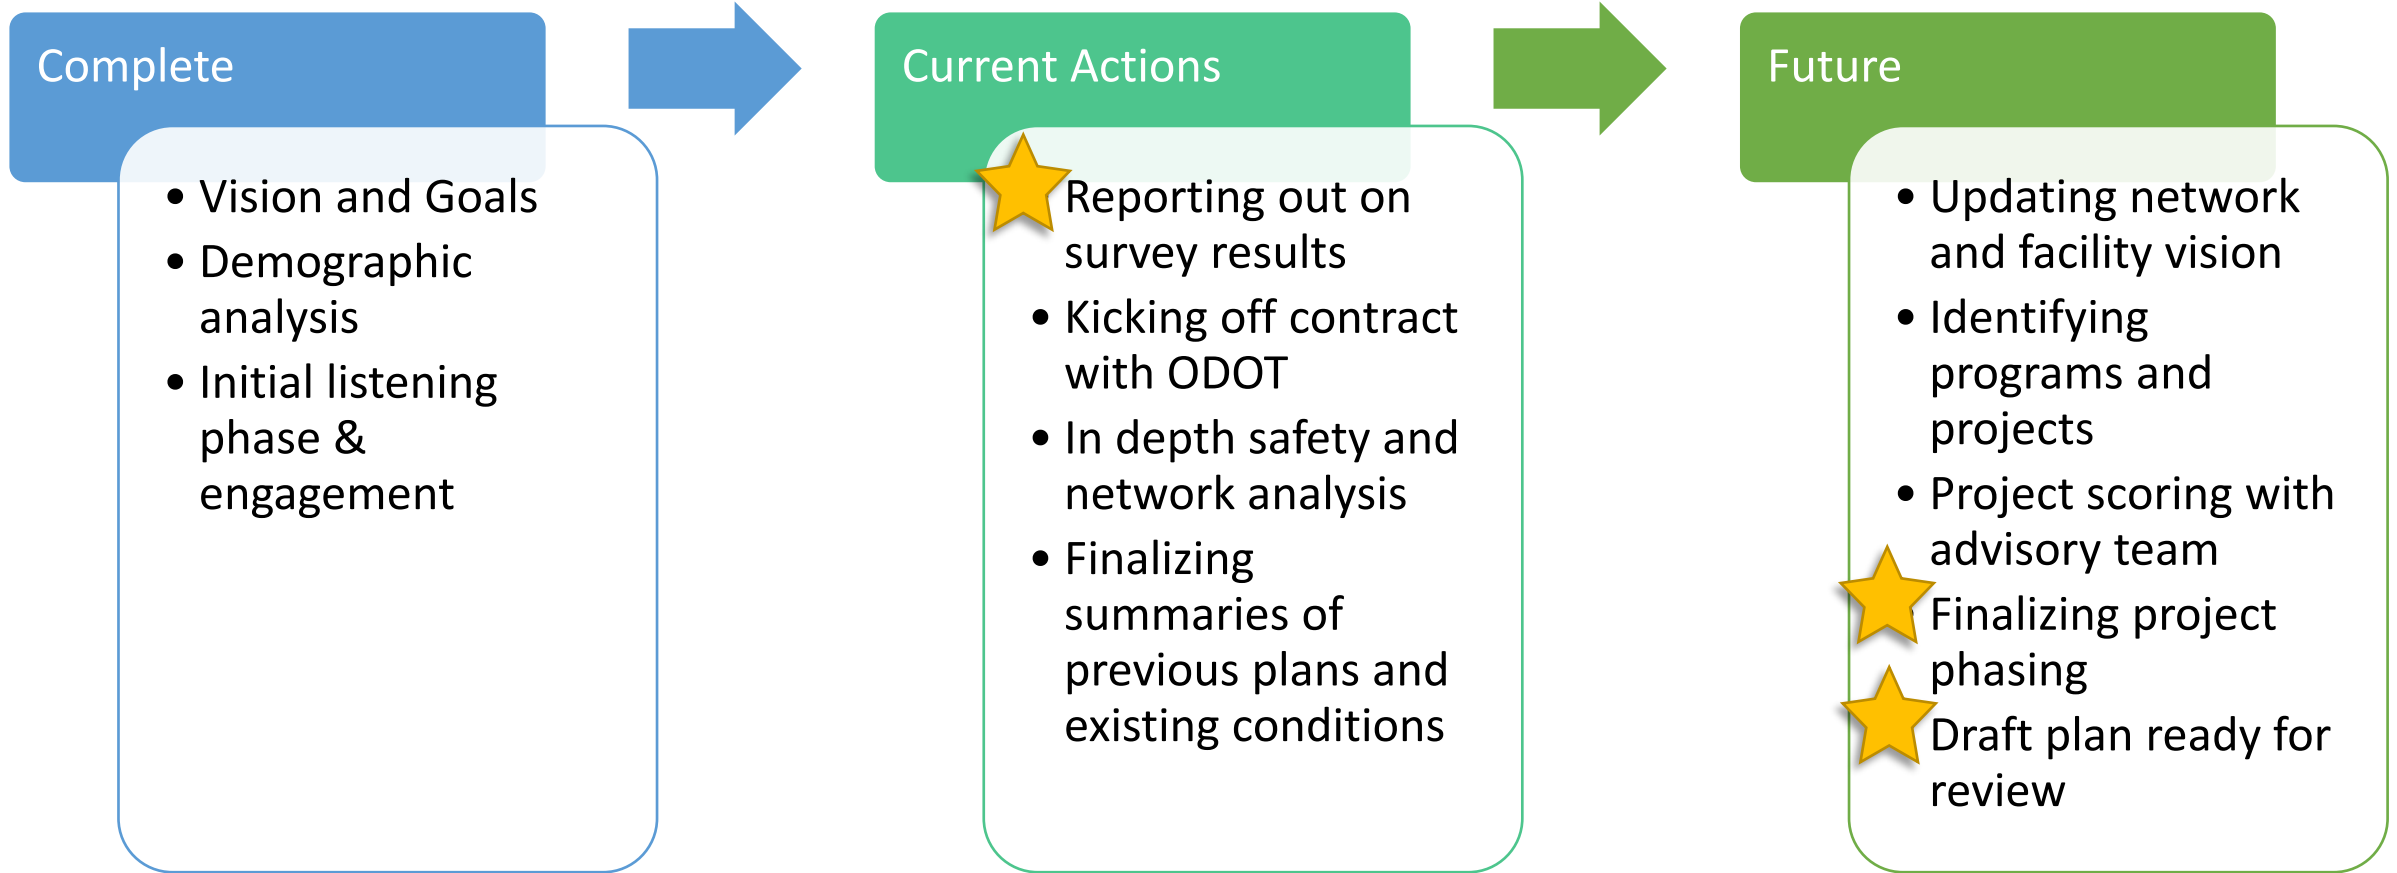 Complete
• Vision and Goals
• Demographic
analysis
• Initial listening
phase &
engagement
Current Actions
Reporting out on
survey results
• Kicking off contract
with ODOT
• In depth safety and
network analysis
• Finalizing
summaries of
previous plans and
existing conditions
Future
• Updating network
and facility vision
• Identifying
programs and
projects
• Project scoring with
advisory team
Finalizing project
phasing
Draft plan ready for
review